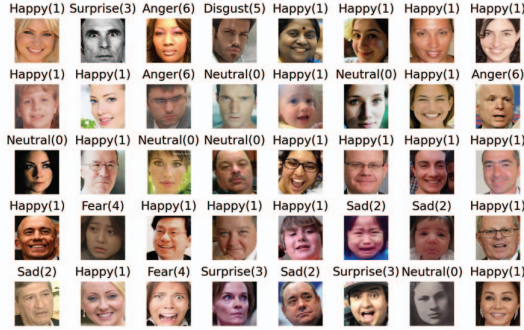 Happy(1) Surprise(3) Anger(6) Disgust(5) Happy(1) Happy(1) Happy(1) Happy(1)
Happy(1) Happy(1) Anger(6) Neutral(0) Happy(1) Neutral(0) Happy(1) Anger(6)
Neutral(0) Happy(1) Neutral(0) Neutral(0) Happy(1) Happy(1) Happy(1) Happy(1)
Happy(1) Fear(4) Happy(1) Happy(1) Happy(1) Sad(2) Sad(2) Happy(1)
Sad(2) Happy(1) Fear(4) Surprise(3) Sad(2) Surprise(3) Neutral(0) Happy(1)